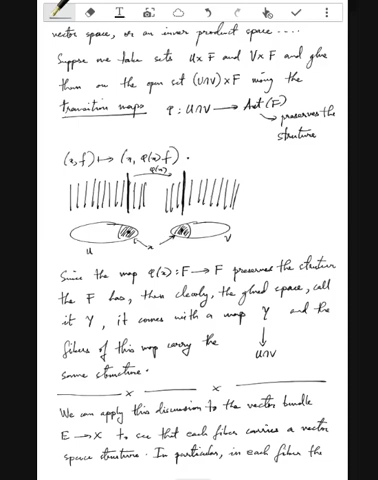 vector space, or an inner product space ....
Suppose we take sets U×F and V×F and glue
them on the open set (U∩V)×F using the
transition maps φ : U∩V ⟶ Aut(F)
↳ preserves the
structure
(x, f) ↦ (x, φ(x) f) .
φ(x)
x
U
V
Since the map φ(x) : F ⟶ F preserves the structure
the F has, then clearly, the glued space, call
it Y , it comes with a map Y and the
↓
fibers of this map carry the U∩V
same structure.
x x
We can apply this discussion to the vector bundle
E ⟶ X to see that each fiber carries a vector
space structure. In particular, in each fiber the